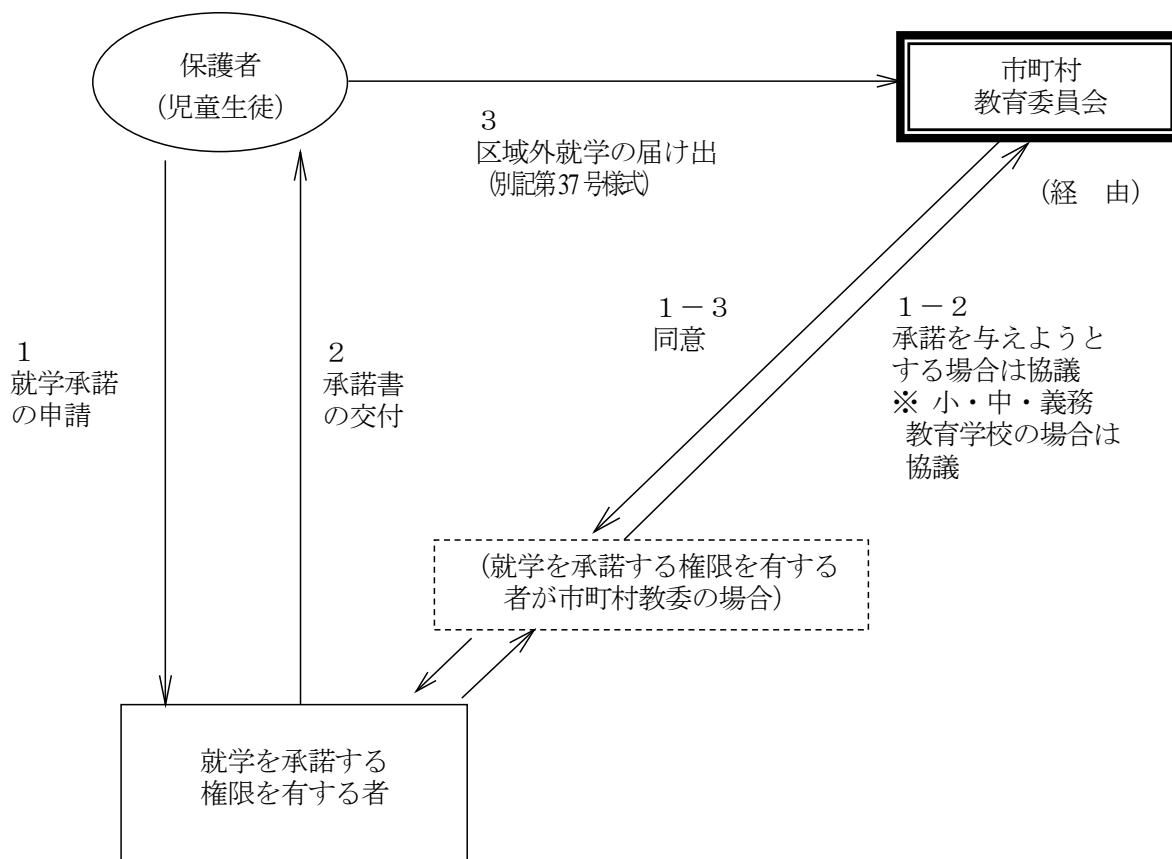 保護者
(児童生徒)
市町村
教育委員会
(経　由)
3
区域外就学の届け出
(別記第37号様式)
1
就学承諾
の申請
2
承諾書
の交付
1－3
同意
1－2
承諾を与えようと
する場合は協議
※ 小・中・義務
教育学校の場合は
協議
(就学を承諾する権限を有する
者が市町村教委の場合)
就学を承諾する
権限を有する者